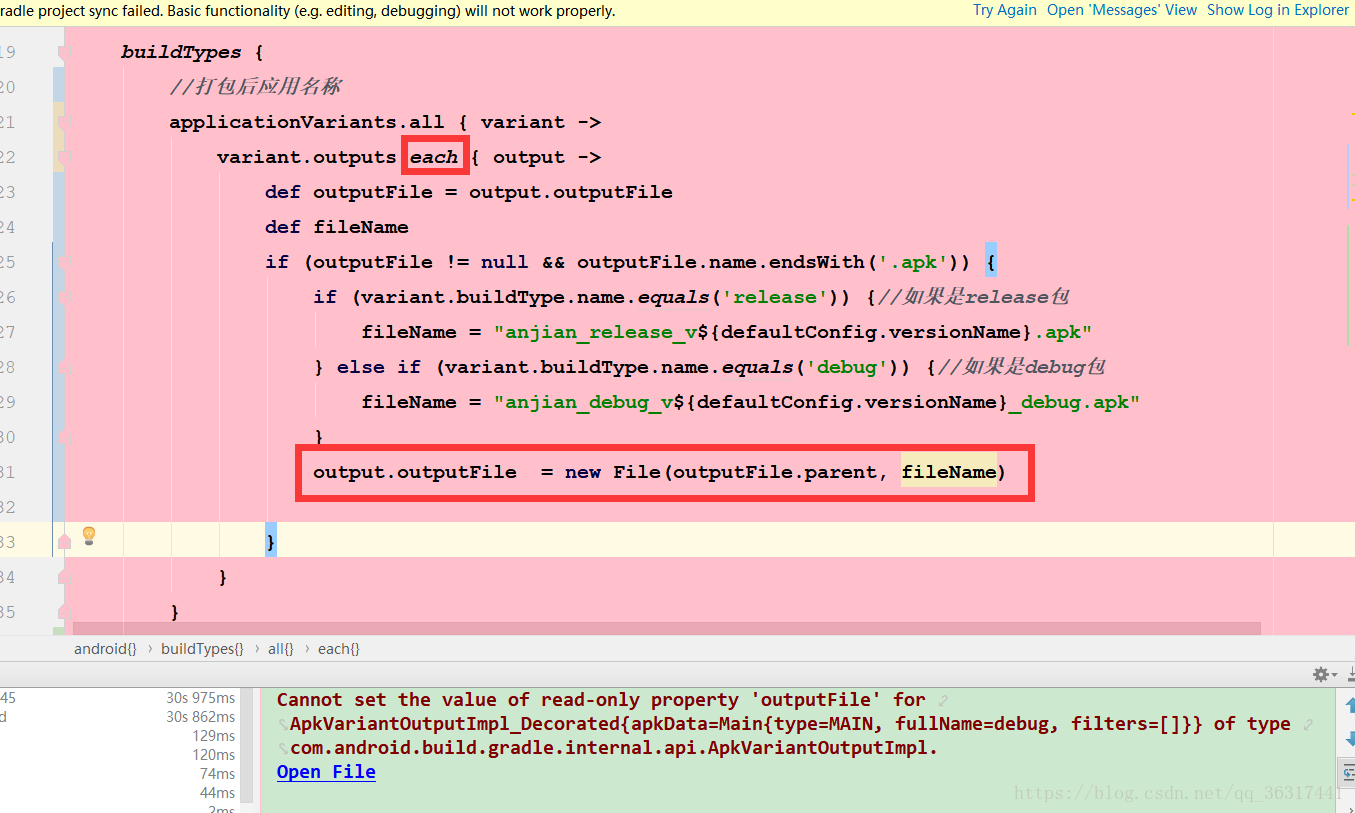 radle project sync failed. Basic functionality (e.g. editing, debugging) will not work properly. Try Again Open 'Messages' View Show Log in Explorer
19 buildTypes {
20 //打包后应用名称
21 applicationVariants.all { variant ->
22 variant.outputs each { output ->
23 def outputFile = output.outputFile
24 def fileName
25 if (outputFile != null && outputFile.name.endsWith('.apk')) {
26 if (variant.buildType.name.equals('release')) {//如果是release包
27 fileName = "anjian_release_v${defaultConfig.versionName}.apk"
28 } else if (variant.buildType.name.equals('debug')) {//如果是debug包
29 fileName = "anjian_debug_v${defaultConfig.versionName}_debug.apk"
30 }
31 output.outputFile = new File(outputFile.parent, fileName)
32
33 }
34 }
35 }
android{} › buildTypes{} › all{} › each{}
45 30s 975ms
d 30s 862ms
129ms
120ms
74ms
44ms
2ms
Cannot set the value of read-only property 'outputFile' for
ApkVariantOutputImpl_Decorated{apkData=Main{type=MAIN, fullName=debug, filters=[]}} of type
com.android.build.gradle.internal.api.ApkVariantOutputImpl.
Open File
https://blog.csdn.net/qq_36317441